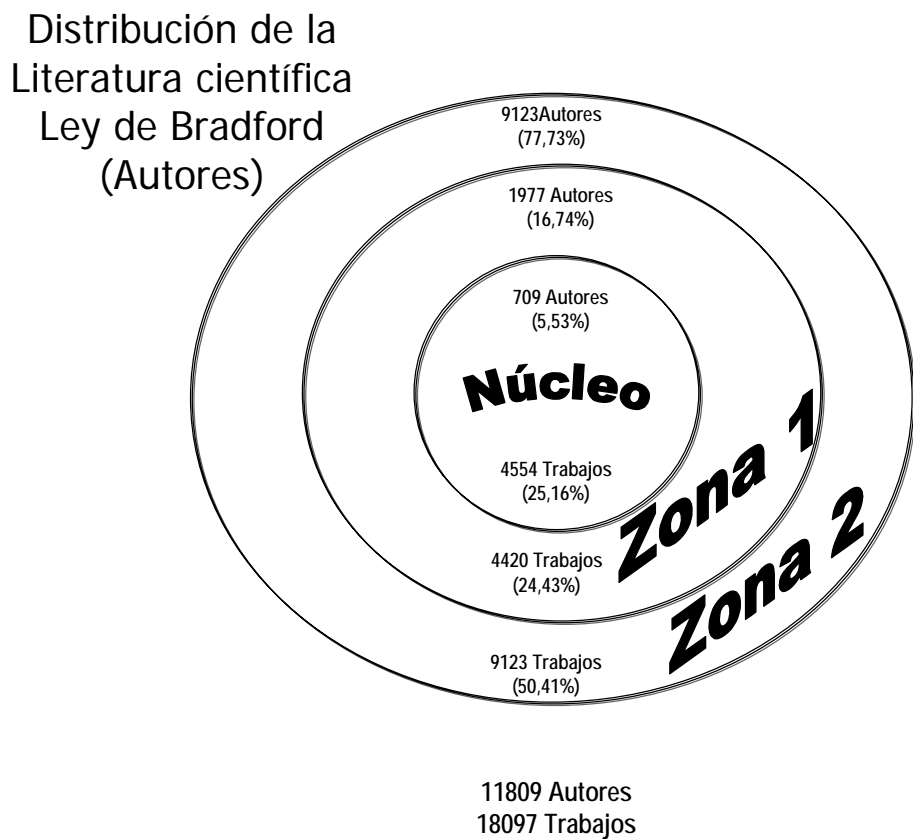 Distribución de la
Literatura científica
Ley de Bradford
(Autores)
9123Autores
(77,73%)
1977 Autores
(16,74%)
709 Autores
(5,53%)
Núcleo
4554 Trabajos
(25,16%)
Zona 1
4420 Trabajos
(24,43%)
Zona 2
9123 Trabajos
(50,41%)
11809 Autores
18097 Trabajos